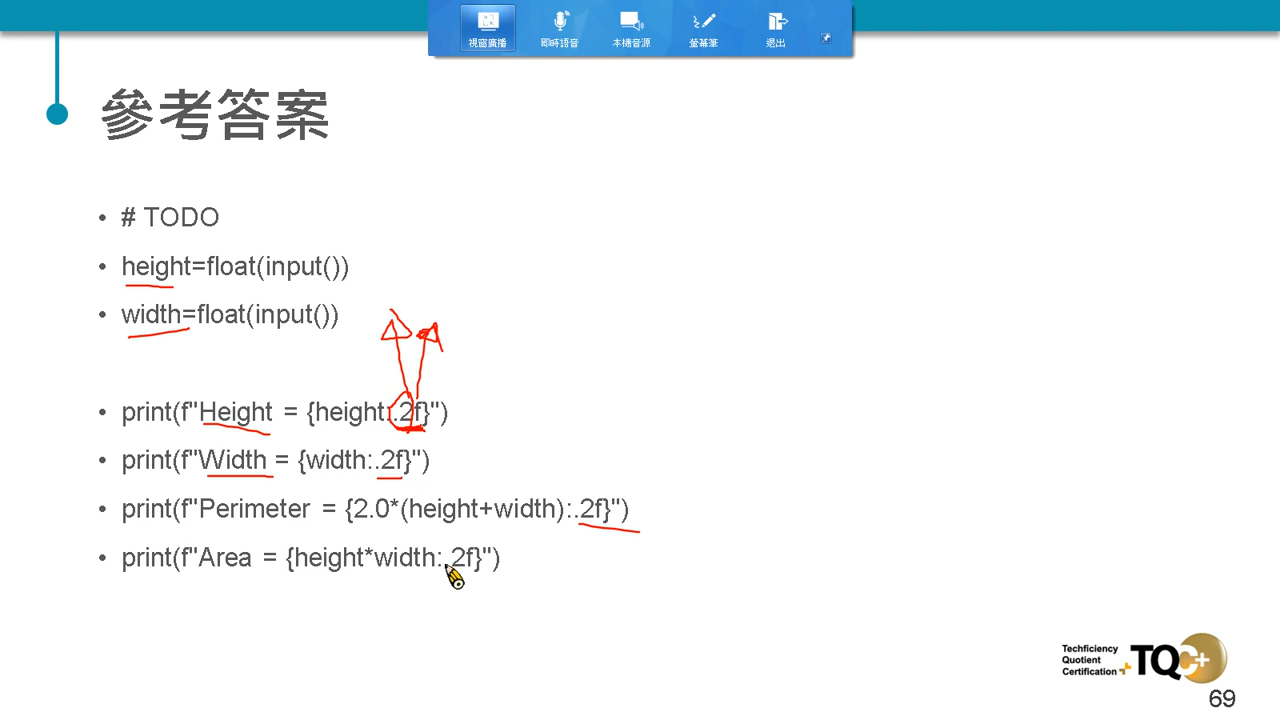 視窗廣播 即時語音 本機音源 螢幕筆 退出
參考答案
• # TODO
• height=float(input())
• width=float(input())
• print(f"Height = {height:.2f}")
• print(f"Width = {width:.2f}")
• print(f"Perimeter = {2.0*(height+width):.2f}")
• print(f"Area = {height*width:.2f}")
Techficiency
Quotient
Certification
TQC+
69